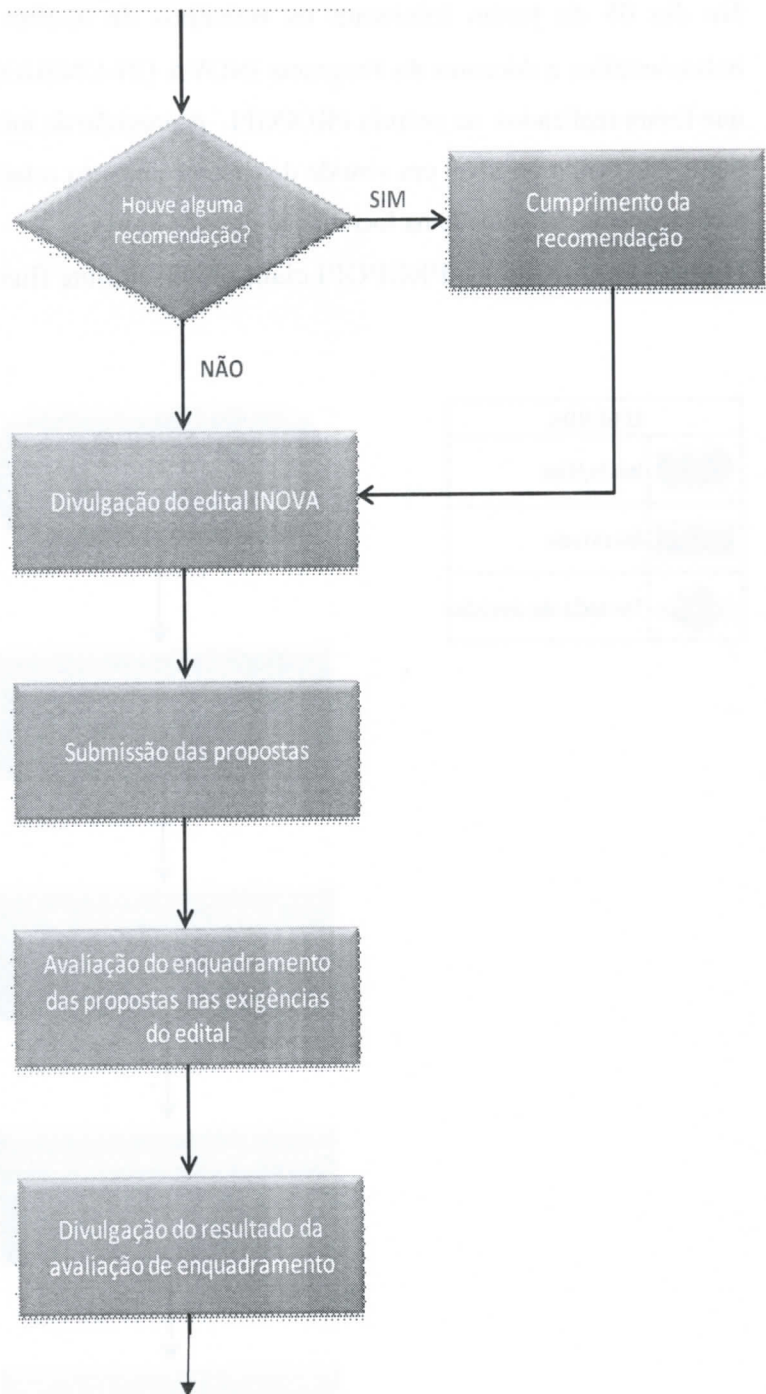 Houve alguma
recomendação?
SIM
Cumprimento da
recomendação
NÃO
Divulgação do edital INOVA
Submissão das propostas
Avaliação do enquadramento
das propostas nas exigências
do edital
Divulgação do resultado da
avaliação de enquadramento